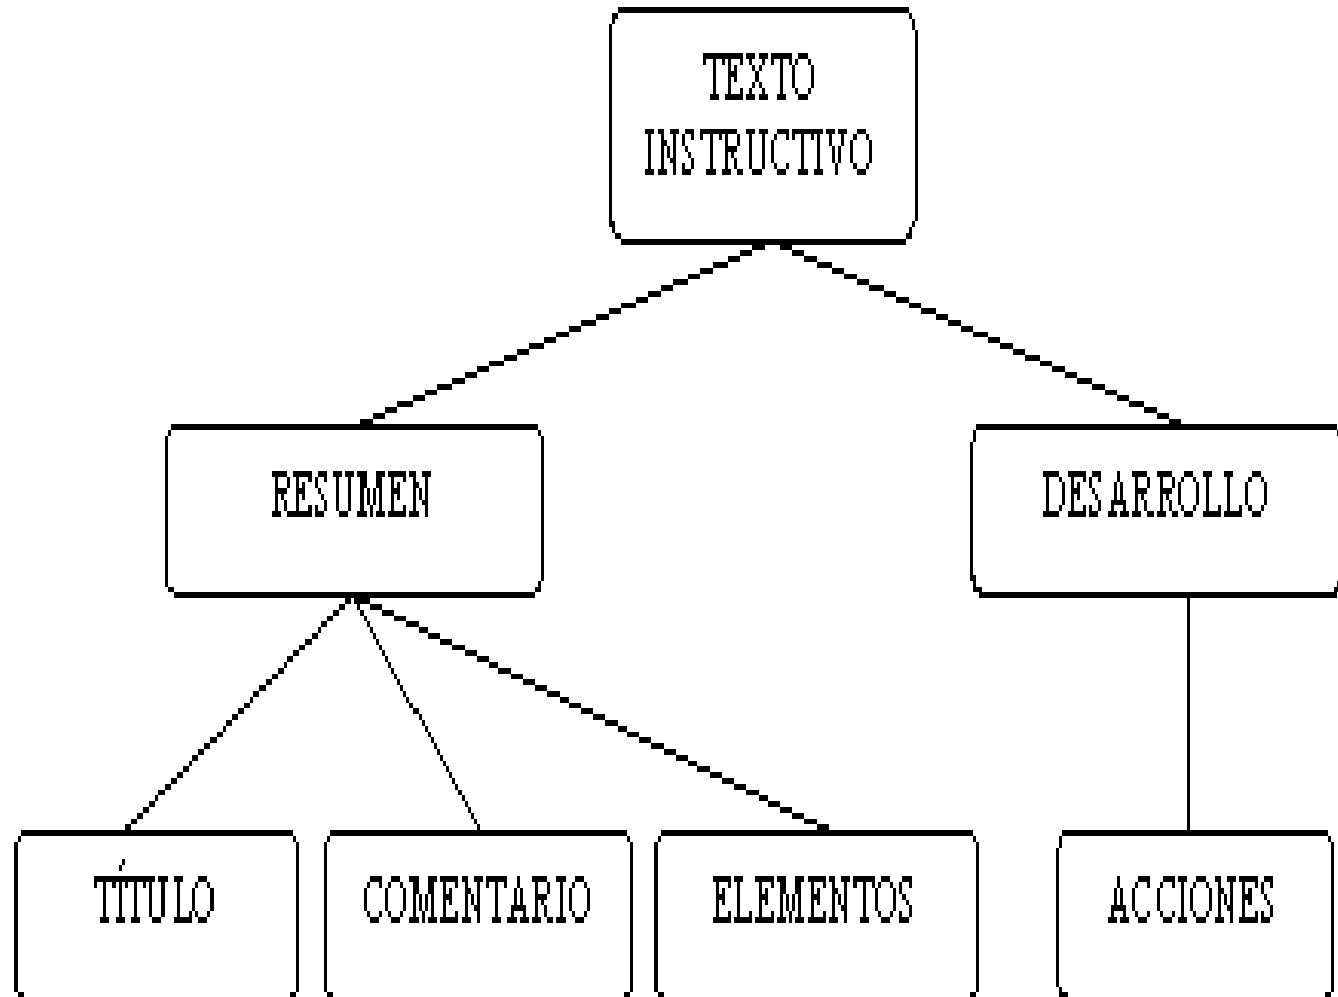 TEXTO
INSTRUCTIVO
RESUMEN
DESARROLLO
TÍTULO
COMENTARIO
ELEMENTOS
ACCIONES